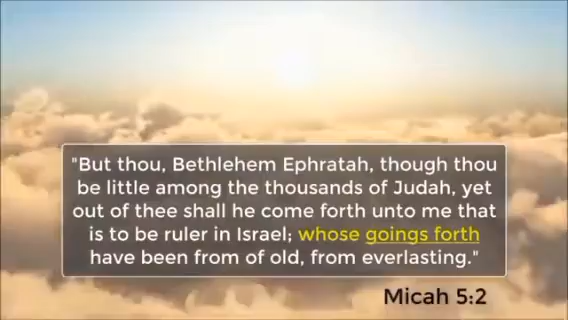 "But thou, Bethlehem Ephratah, though thou
be little among the thousands of Judah, yet
out of thee shall he come forth unto me that
is to be ruler in Israel; whose goings forth
have been from of old, from everlasting."
Micah 5:2